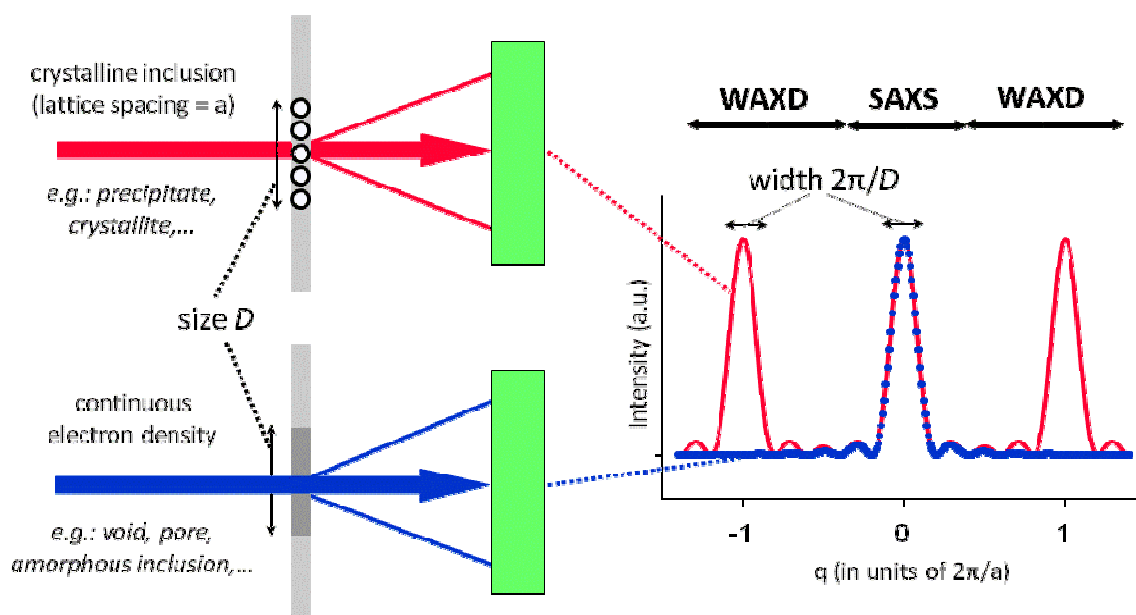 crystalline inclusion
(lattice spacing = a)
e.g.: precipitate,
crystallite,...
size D
continuous
electron density
e.g.: void, pore,
amorphous inclusion,...
WAXD SAXS WAXD
width 2π/D
Intensity (a.u.)
-1 0 1
q (in units of 2π/a)